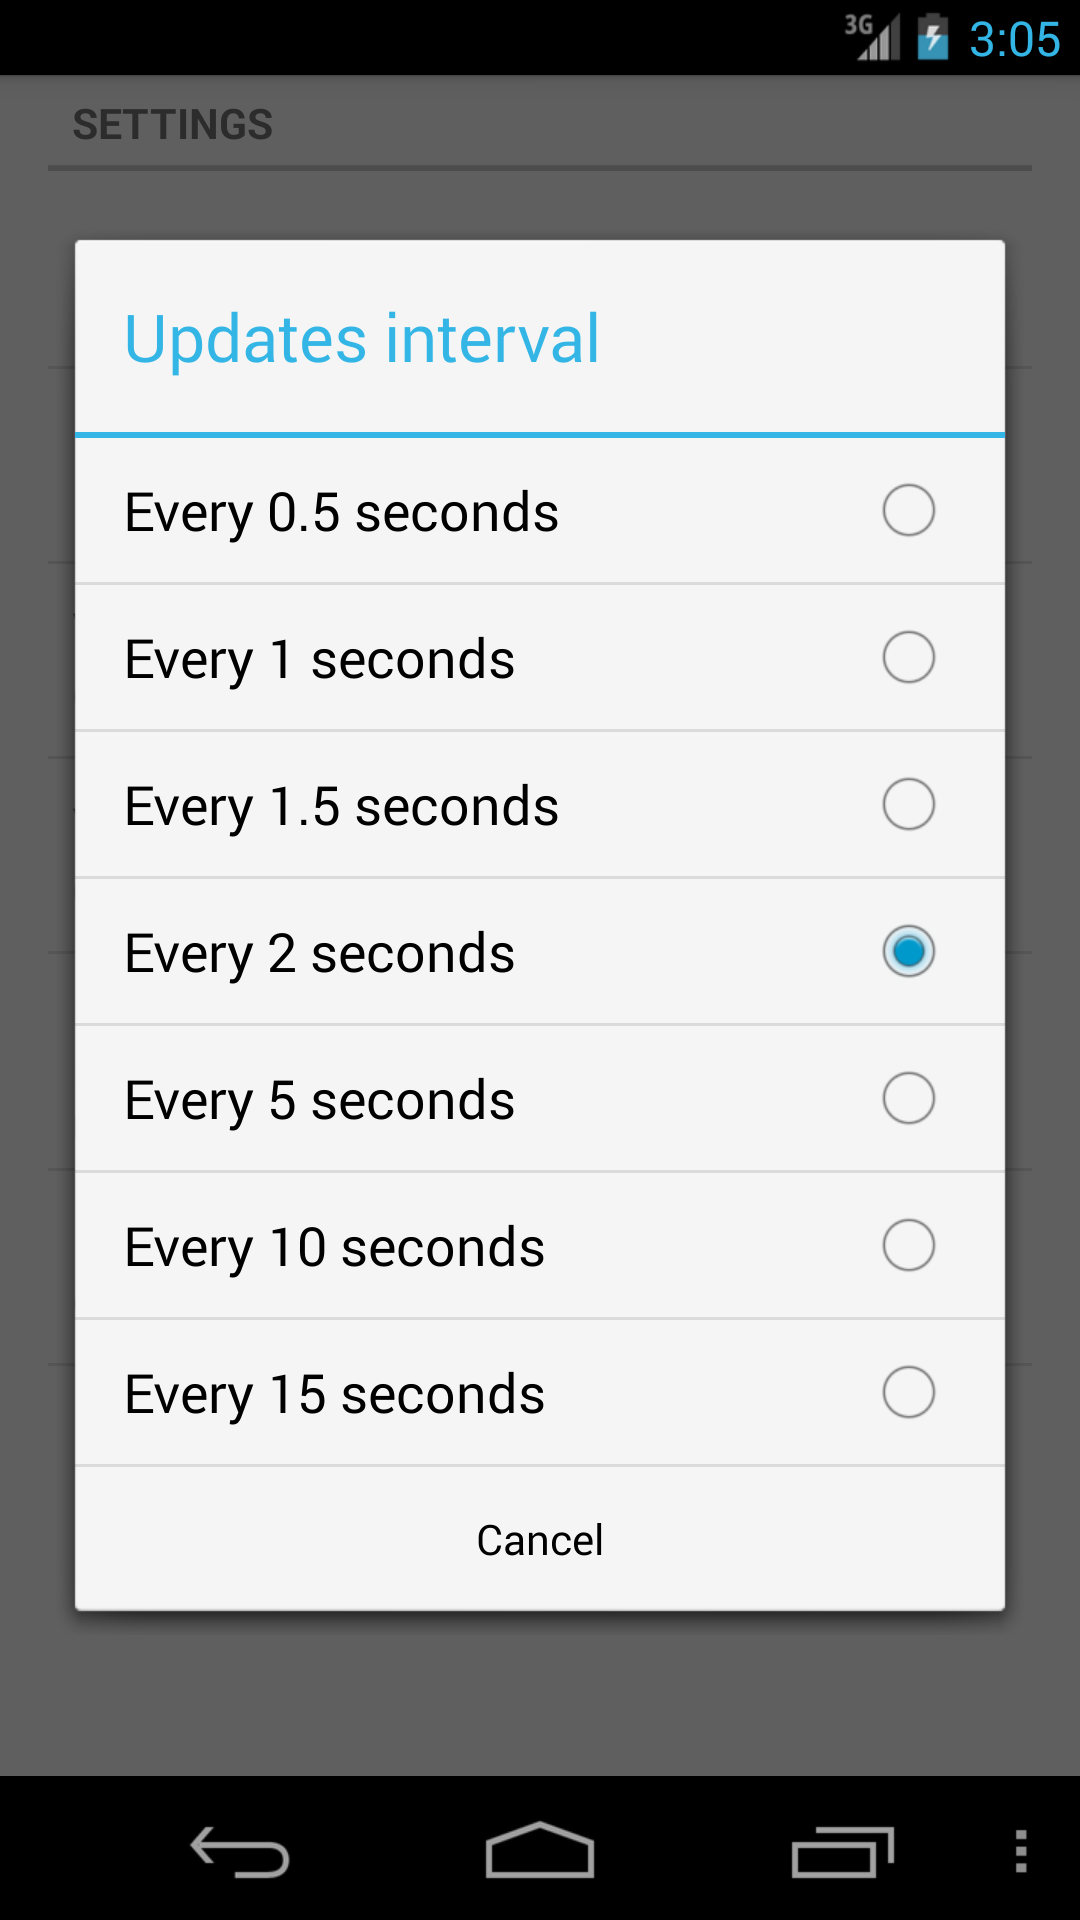 3G 3:05
SETTINGS
Updates interval
Every 0.5 seconds
Every 1 seconds
Every 1.5 seconds
Every 2 seconds
Every 5 seconds
Every 10 seconds
Every 15 seconds
Cancel